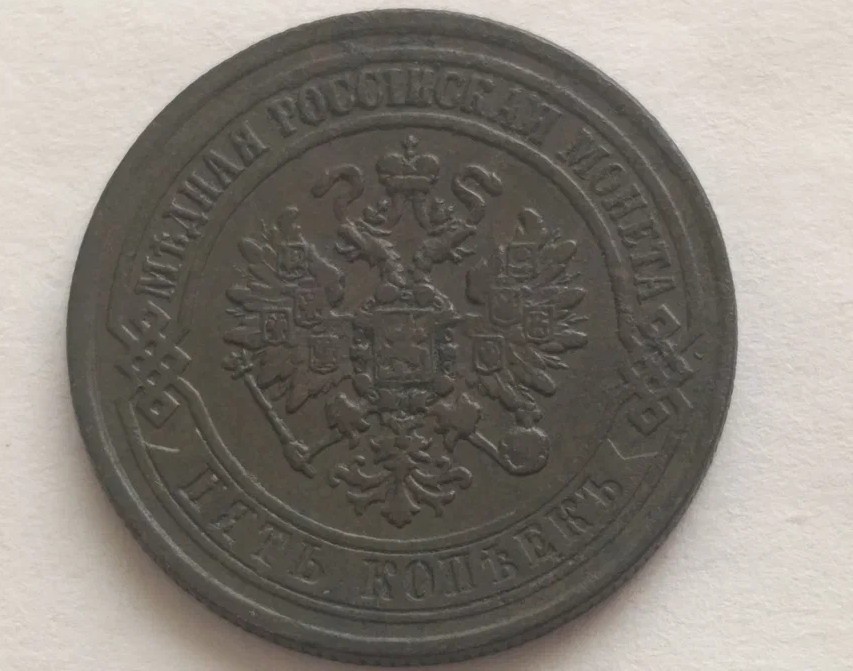 МѢДНАЯ РОССІЙСКАЯ МОНЕТА
ПЯТЬ КОПѢЕКЪ